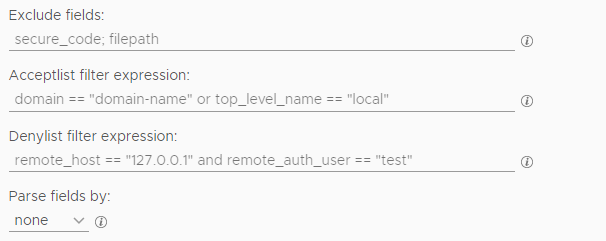 Exclude fields:
secure_code; filepath
Acceptlist filter expression:
domain == "domain-name" or top_level_name == "local"
Denylist filter expression:
remote_host == "127.0.0.1" and remote_auth_user == "test"
Parse fields by:
none